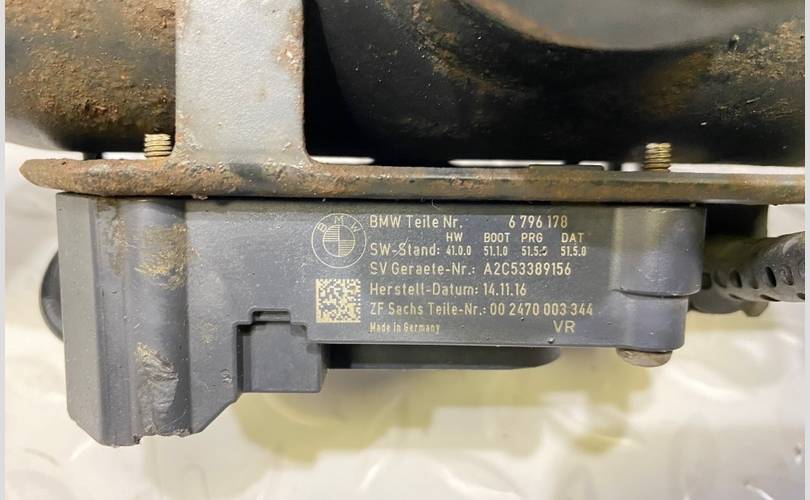 BMW
BMW Teile Nr. 6 796 178
HW BOOT PRG DAT
SW-Stand: 41.0.0 51.1.0 51.5.5 51.5.0
SV Geraete-Nr.: A2C53389156
Herstell-Datum: 14.11.16
ZF Sachs Teile-Nr.: 00 2470 003 344
Made in Germany VR